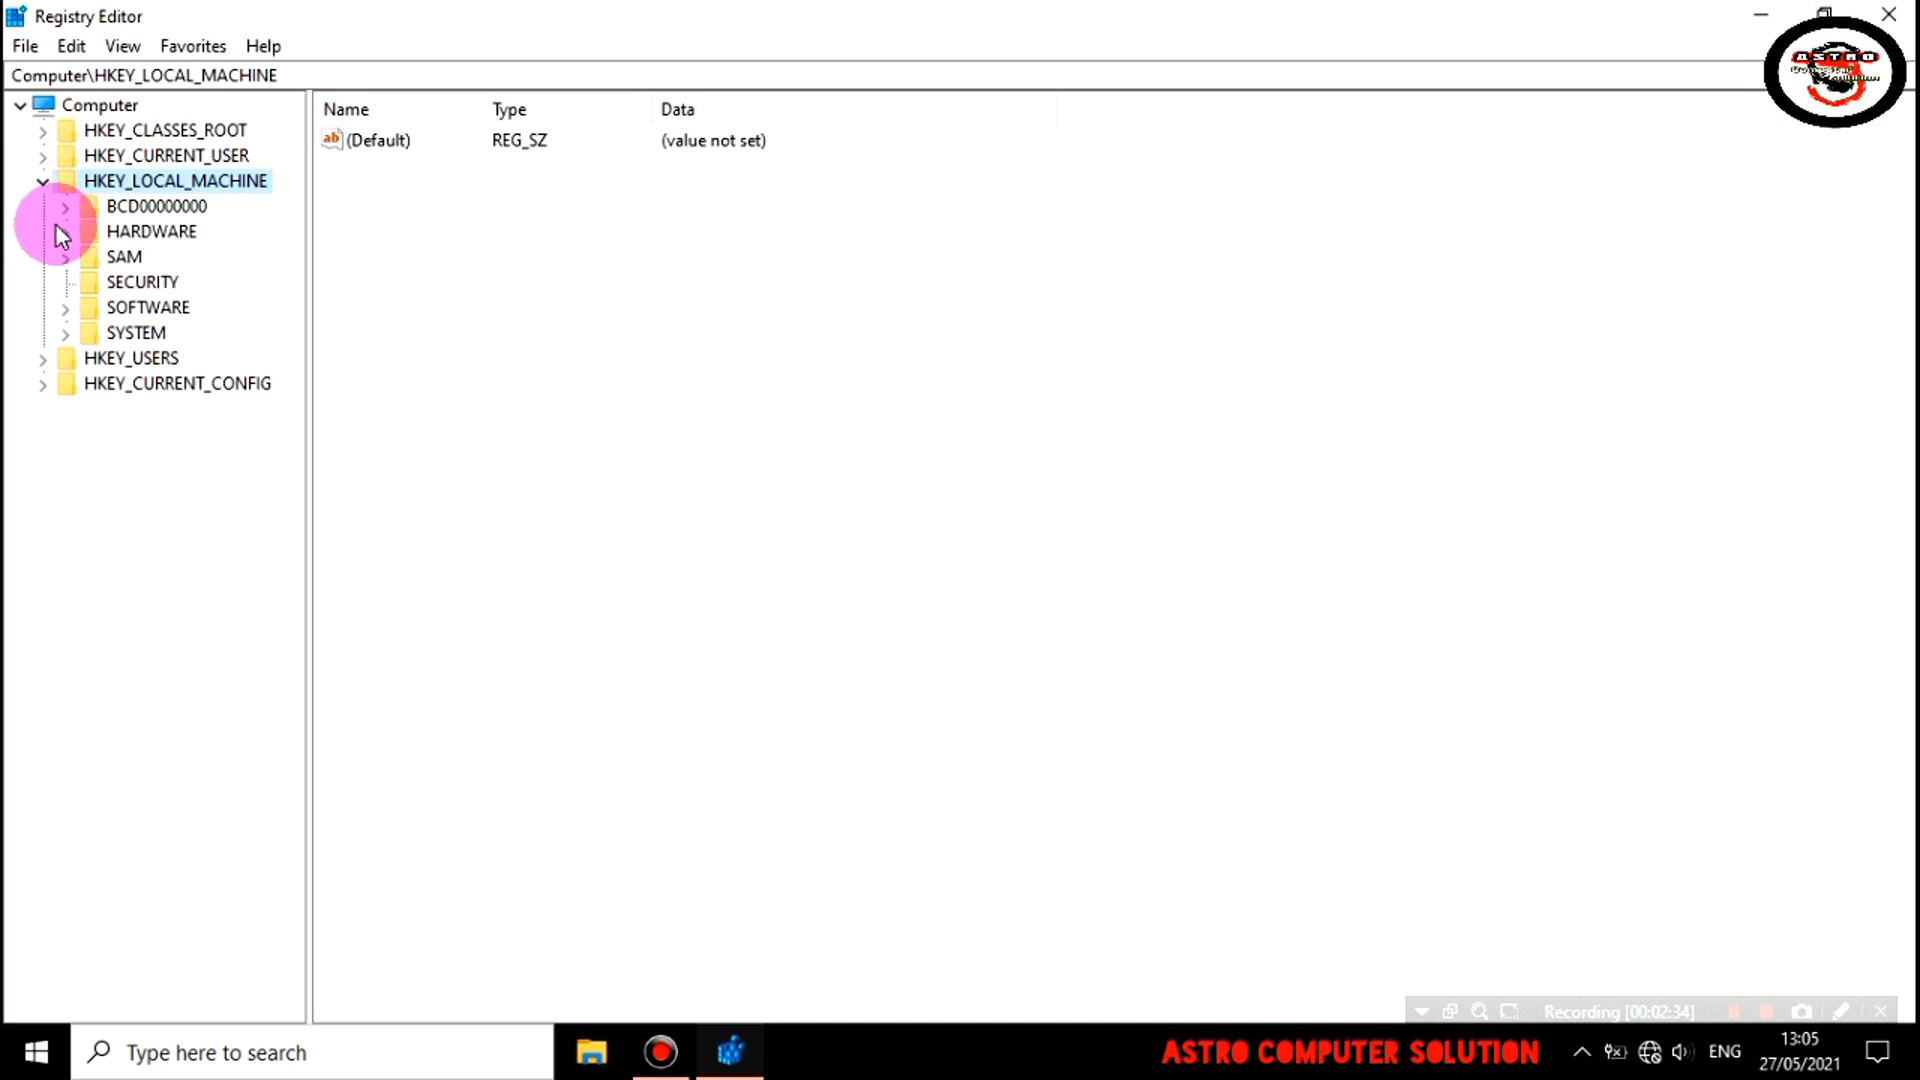 Registry Editor
File Edit View Favorites Help
Computer\HKEY_LOCAL_MACHINE
ASTRO
Computer
HKEY_CLASSES_ROOT
HKEY_CURRENT_USER
HKEY_LOCAL_MACHINE
BCD00000000
HARDWARE
SAM
SECURITY
SOFTWARE
SYSTEM
HKEY_USERS
HKEY_CURRENT_CONFIG
Name Type Data
ab (Default) REG_SZ (value not set)
Recording [00:02:34]
Type here to search
ASTRO COMPUTER SOLUTION
ENG
13:05
27/05/2021